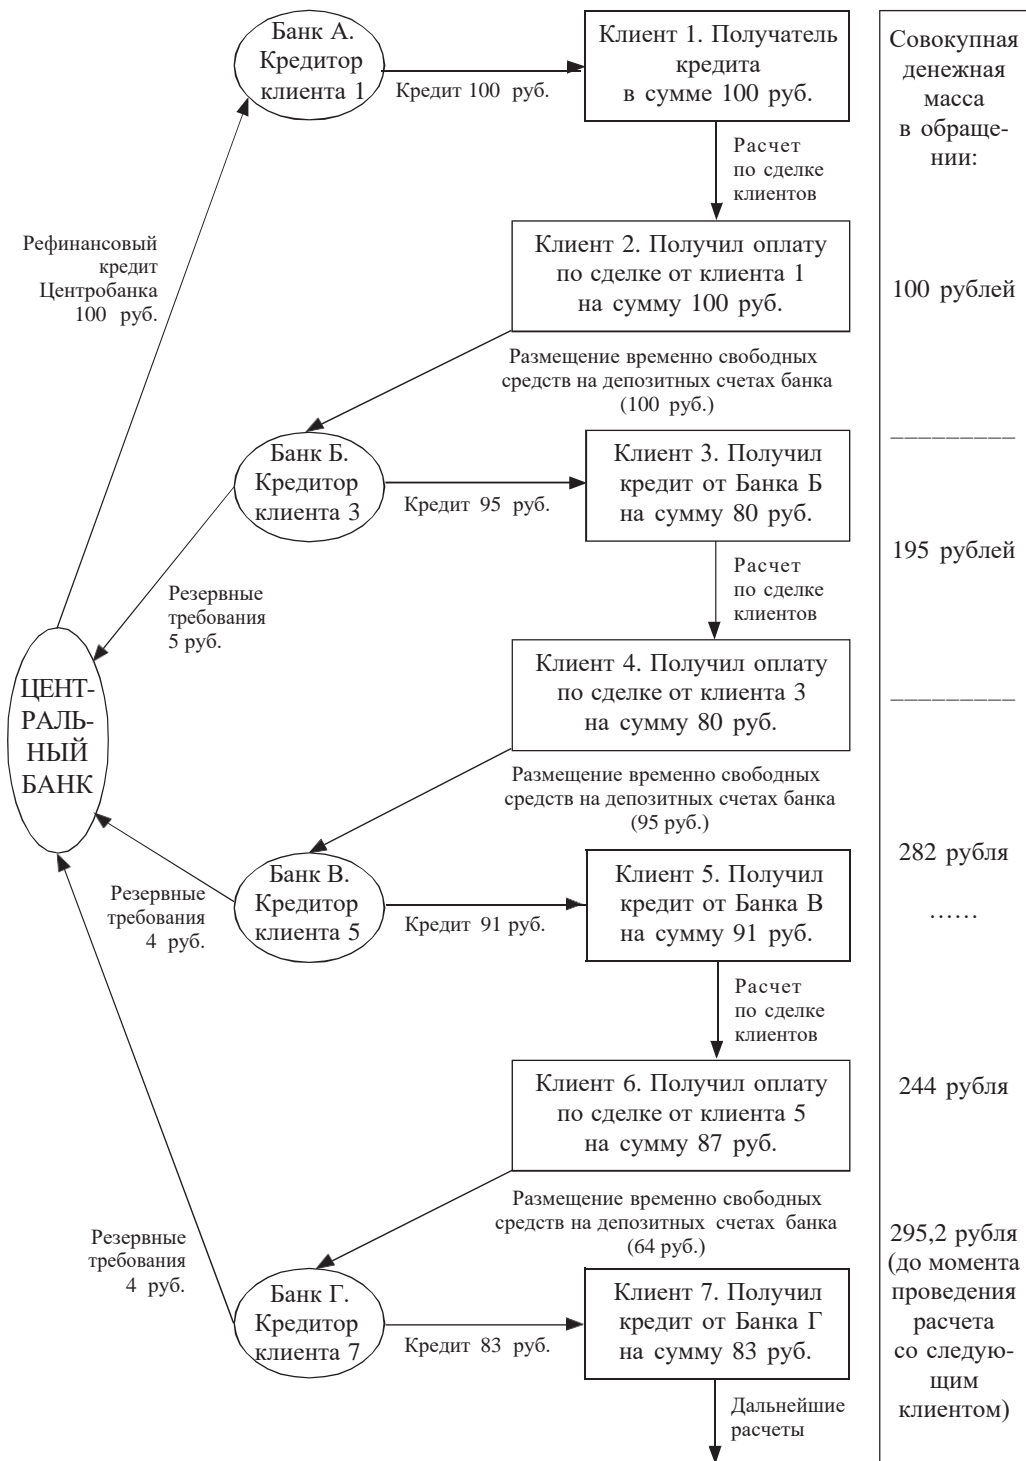 Банк А.
Кредитор
клиента 1
Кредит 100 руб.
Клиент 1. Получатель
кредита
в сумме 100 руб.
Совокупная
денежная
масса
в обраще-
нии:
Расчет
по сделке
клиентов
Рефинансовый
кредит
Центробанка
100 руб.
Клиент 2. Получил оплату
по сделке от клиента 1
на сумму 100 руб.
100 рублей
Размещение временно свободных
средств на депозитных счетах банка
(100 руб.)
_________
Банк Б.
Кредитор
клиента 3
Кредит 95 руб.
Клиент 3. Получил
кредит от Банка Б
на сумму 80 руб.
195 рублей
Расчет
по сделке
клиентов
Резервные
требования
5 руб.
ЦЕНТ-
РАЛЬ-
НЫЙ
БАНК
Клиент 4. Получил оплату
по сделке от клиента 3
на сумму 80 руб.
_________
Размещение временно свободных
средств на депозитных счетах банка
(95 руб.)
282 рубля
Банк В.
Кредитор
клиента 5
Резервные
требования
4 руб.
Кредит 91 руб.
Клиент 5. Получил
кредит от Банка В
на сумму 91 руб.
......
Расчет
по сделке
клиентов
Клиент 6. Получил оплату
по сделке от клиента 5
на сумму 87 руб.
244 рубля
Размещение временно свободных
средств на депозитных счетах банка
(64 руб.)
Резервные
требования
4 руб.
Банк Г.
Кредитор
клиента 7
Кредит 83 руб.
Клиент 7. Получил
кредит от Банка Г
на сумму 83 руб.
295,2 рубля
(до момента
проведения
расчета
со следую-
щим
клиентом)
Дальнейшие
расчеты